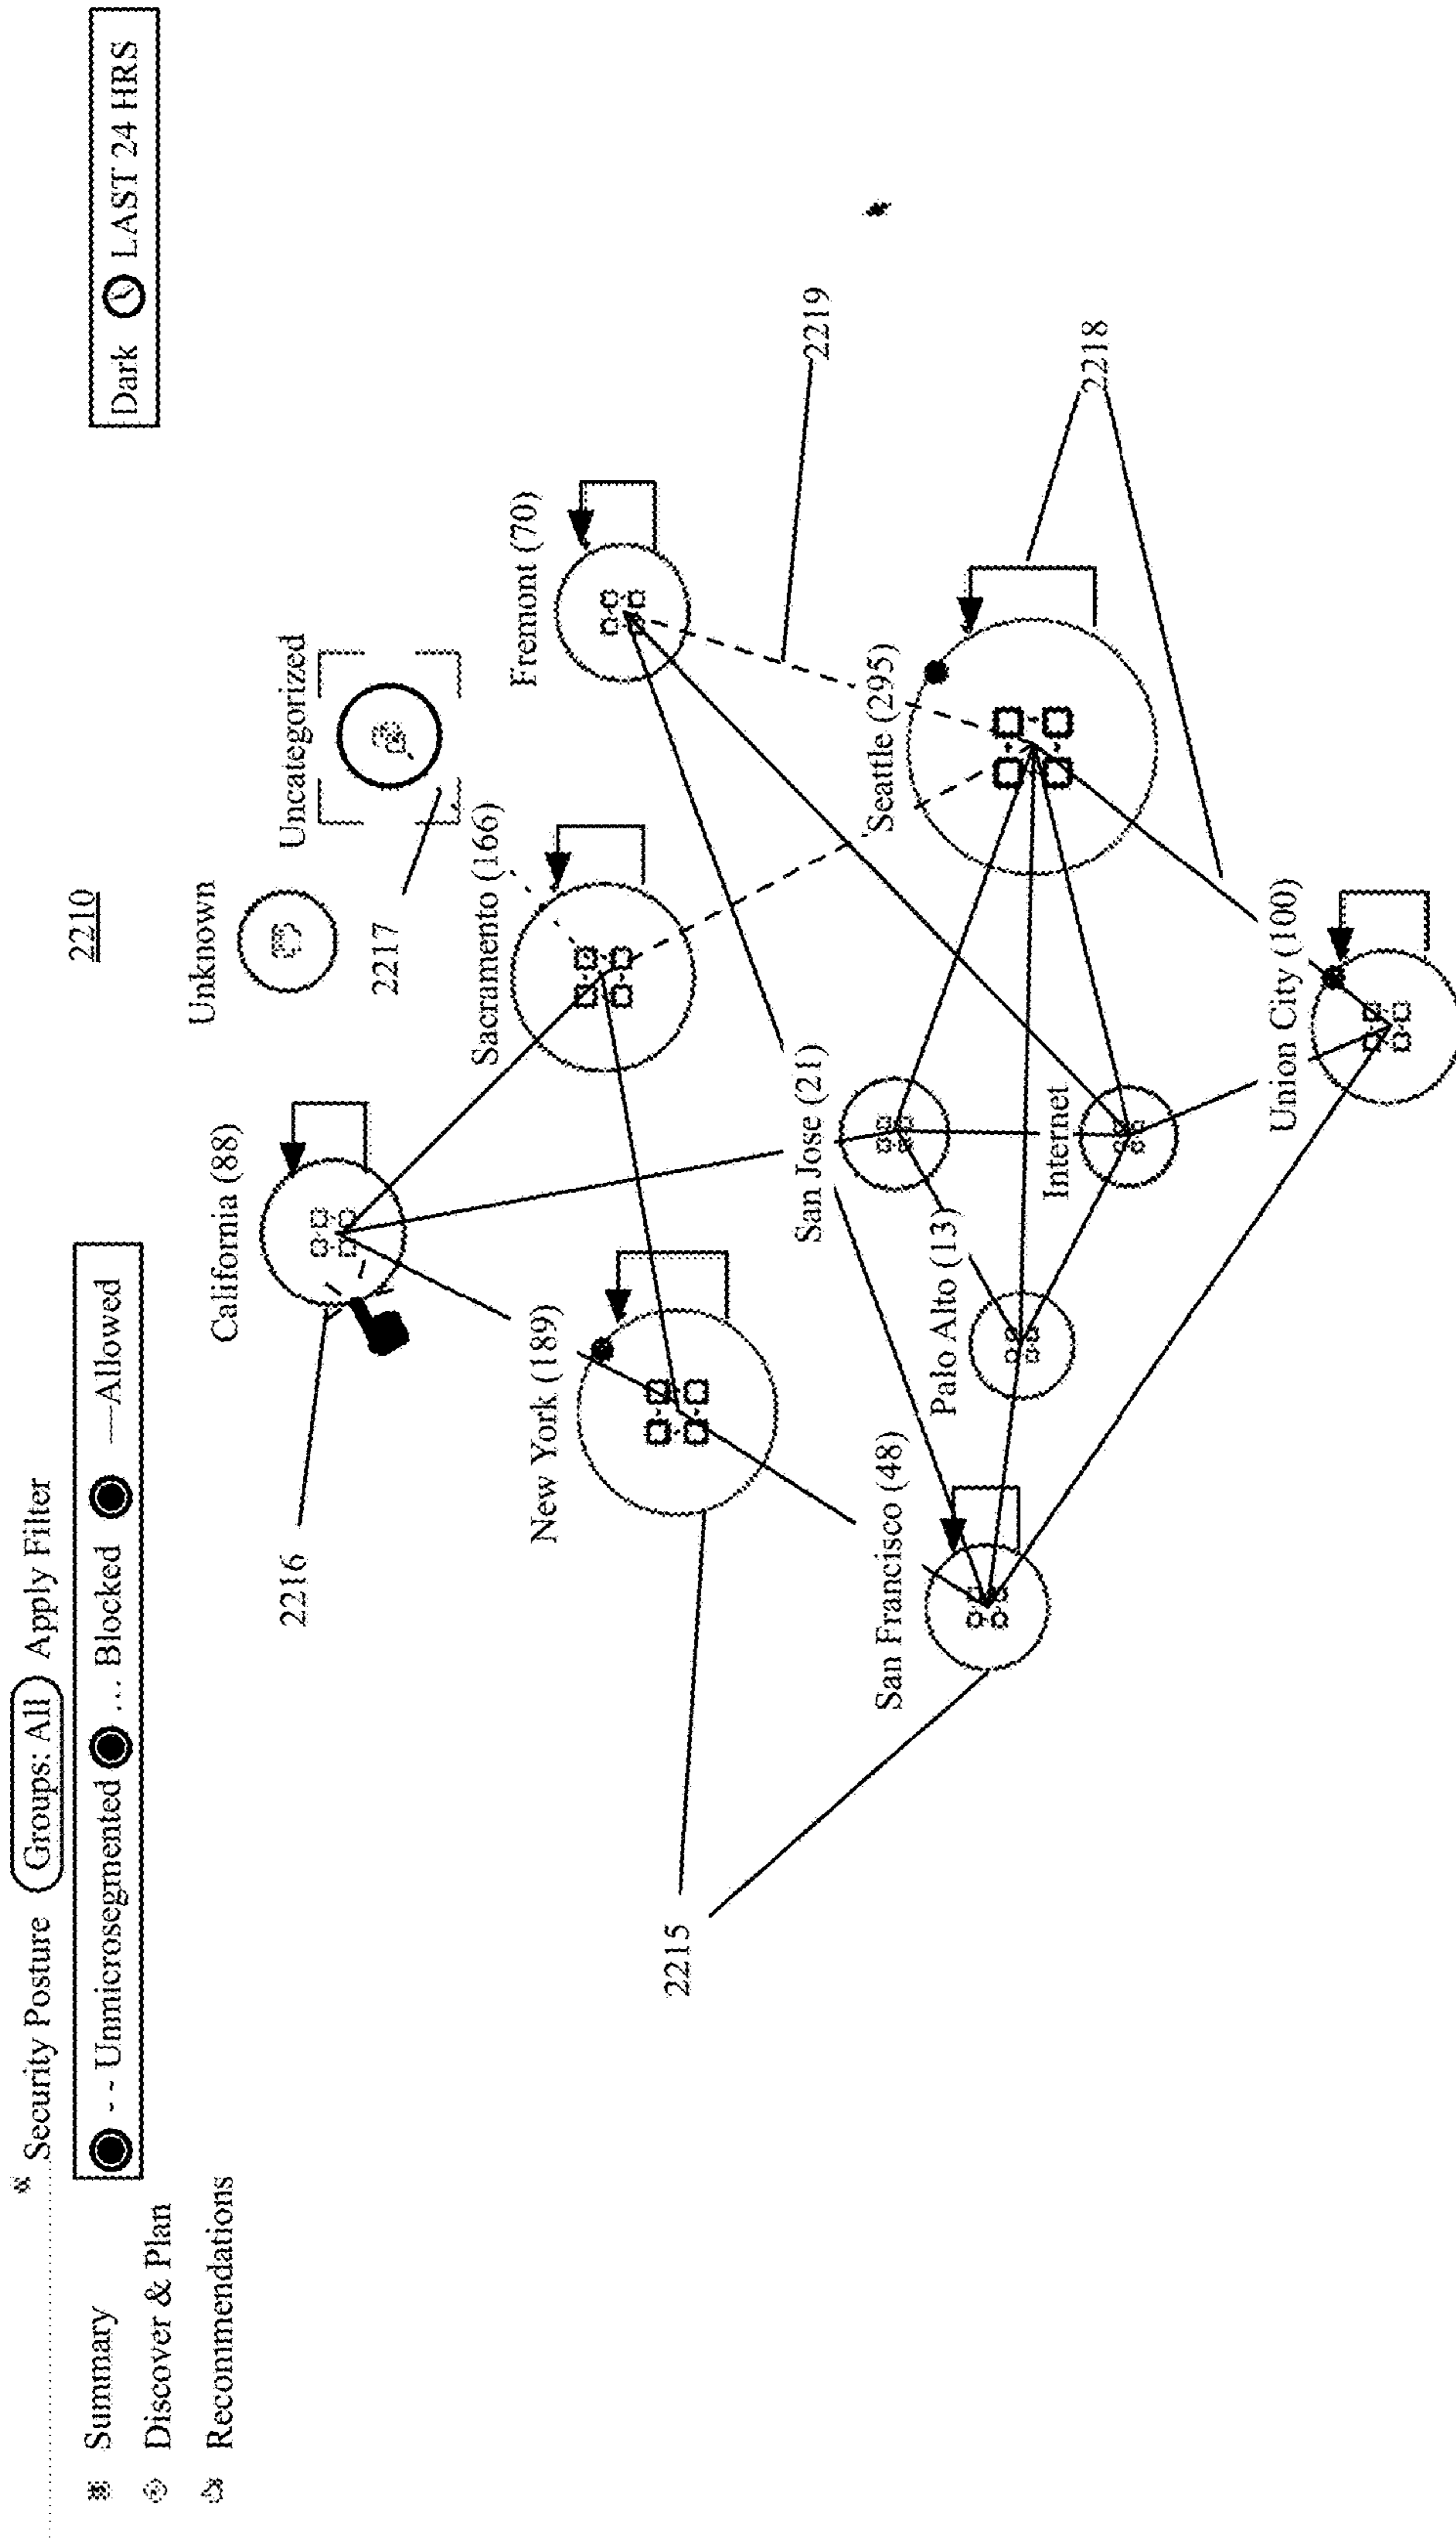 Security Posture Groups: All Apply Filter
Summary
Discover & Plan
Recommendations
- - Unmicrosegmented ... Blocked —Allowed
2210
Dark LAST 24 HRS
Unknown
Uncategorized
California (88)
2216
2217
Sacramento (166)
Fremont (70)
New York (189)
2215
San Jose (21)
2219
San Francisco (48)
Seattle (295)
Palo Alto (13)
Internet
2218
Union City (100)